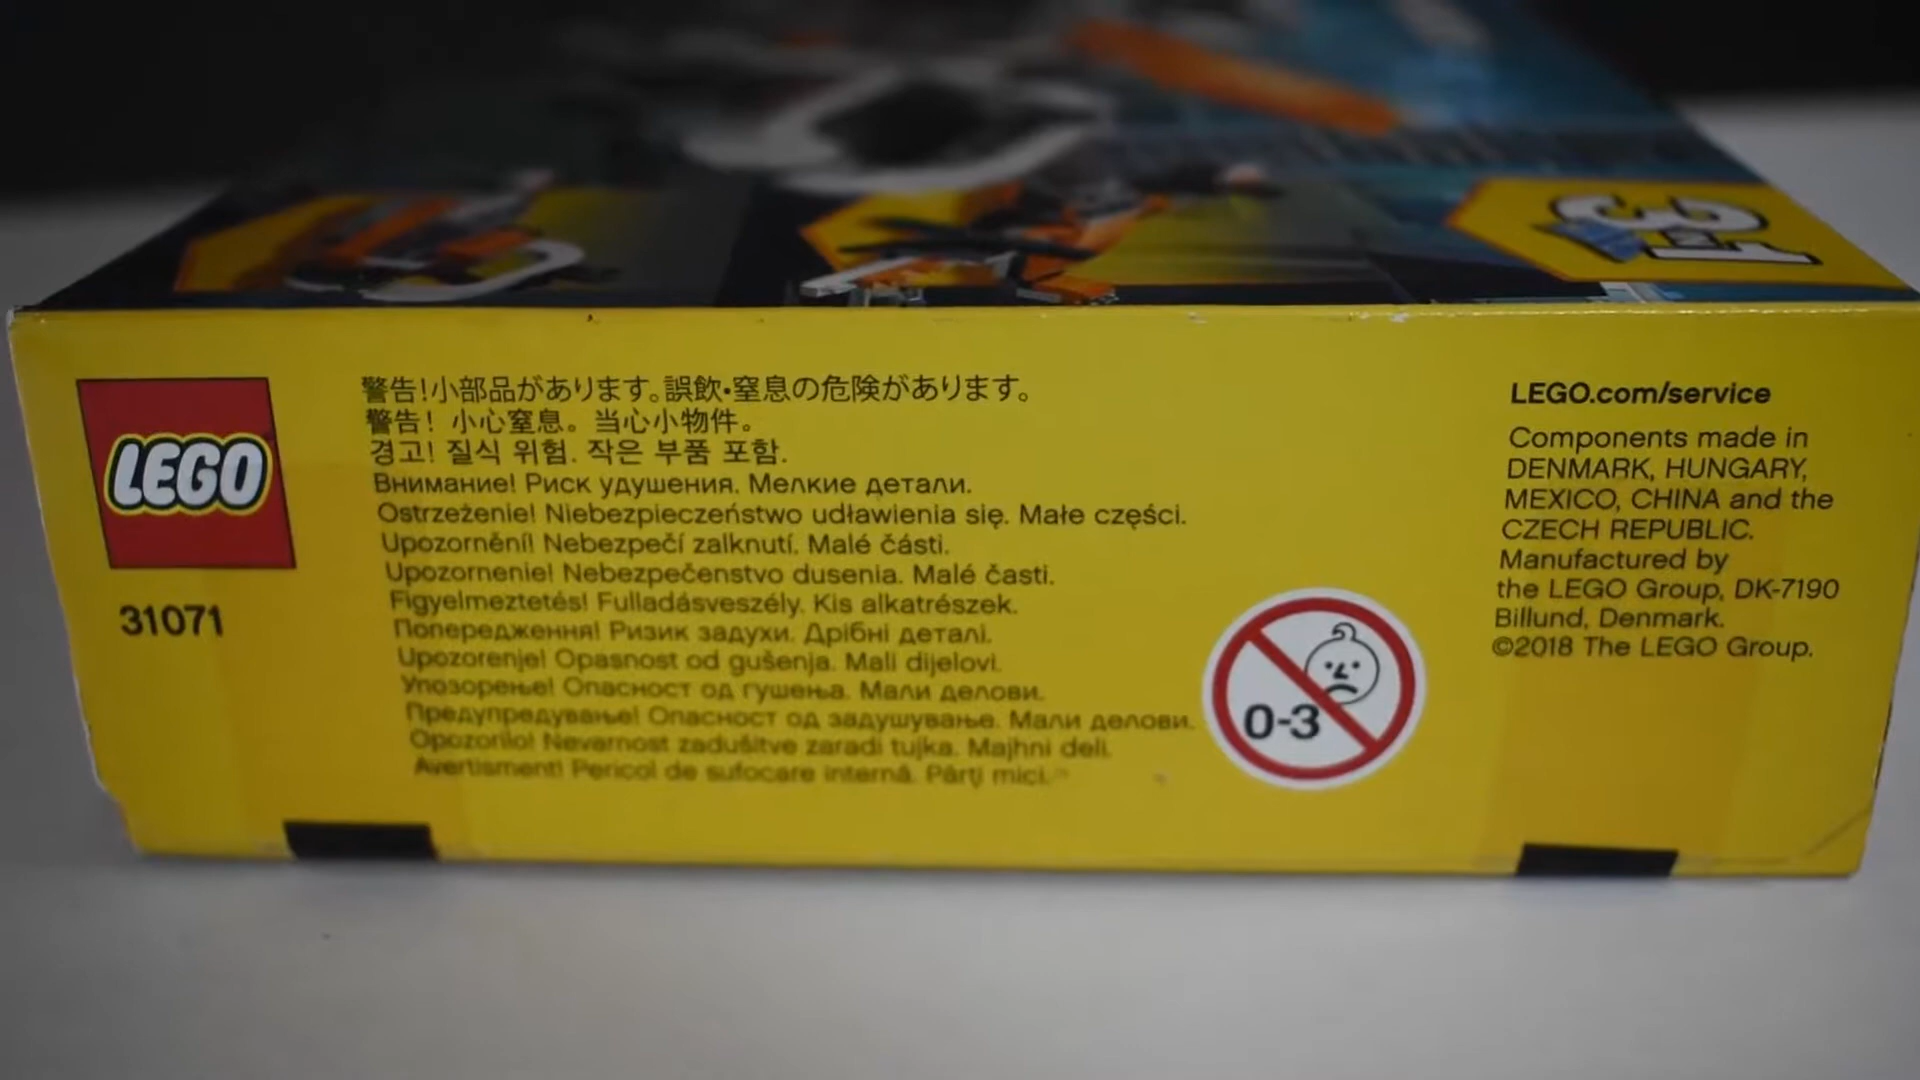 3 in 1
LEGO
31071
警告!小部品があります。誤飲・窒息の危険があります。
警告! 小心窒息。当心小物件。
경고! 질식 위험. 작은 부품 포함.
Внимание! Риск удушения. Мелкие детали.
Ostrzeżenie! Niebezpieczeństwo udławienia się. Małe części.
Upozornění! Nebezpečí zalknutí. Malé části.
Upozornenie! Nebezpečenstvo dusenia. Malé časti.
Figyelmeztetés! Fulladásveszély. Kis alkatrészek.
Попередження! Ризик задухи. Дрібні деталі.
Upozorenje! Opasnost od gušenja. Mali dijelovi.
Упозорење! Опасност од гушења. Мали делови.
Предупредување! Опасност од задушување. Мали делови.
Opozorilo! Nevarnost zadušitve zaradi tujka. Majhni deli.
Avertisment! Pericol de sufocare internă. Părţi mici.
0-3
LEGO.com/service
Components made in
DENMARK, HUNGARY,
MEXICO, CHINA and the
CZECH REPUBLIC.
Manufactured by
the LEGO Group, DK-7190
Billund, Denmark.
©2018 The LEGO Group.